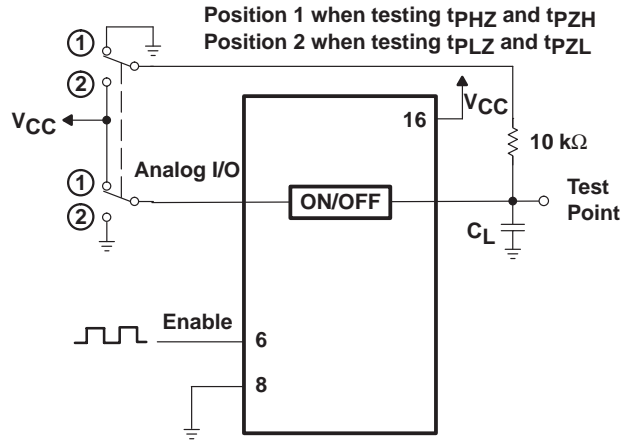 Position 1 when testing tPHZ and tPZH
Position 2 when testing tPLZ and tPZL
1
2
VCC
VCC
16
10 kΩ
1
Analog I/O
2
ON/OFF
Test
Point
CL
Enable
6
8